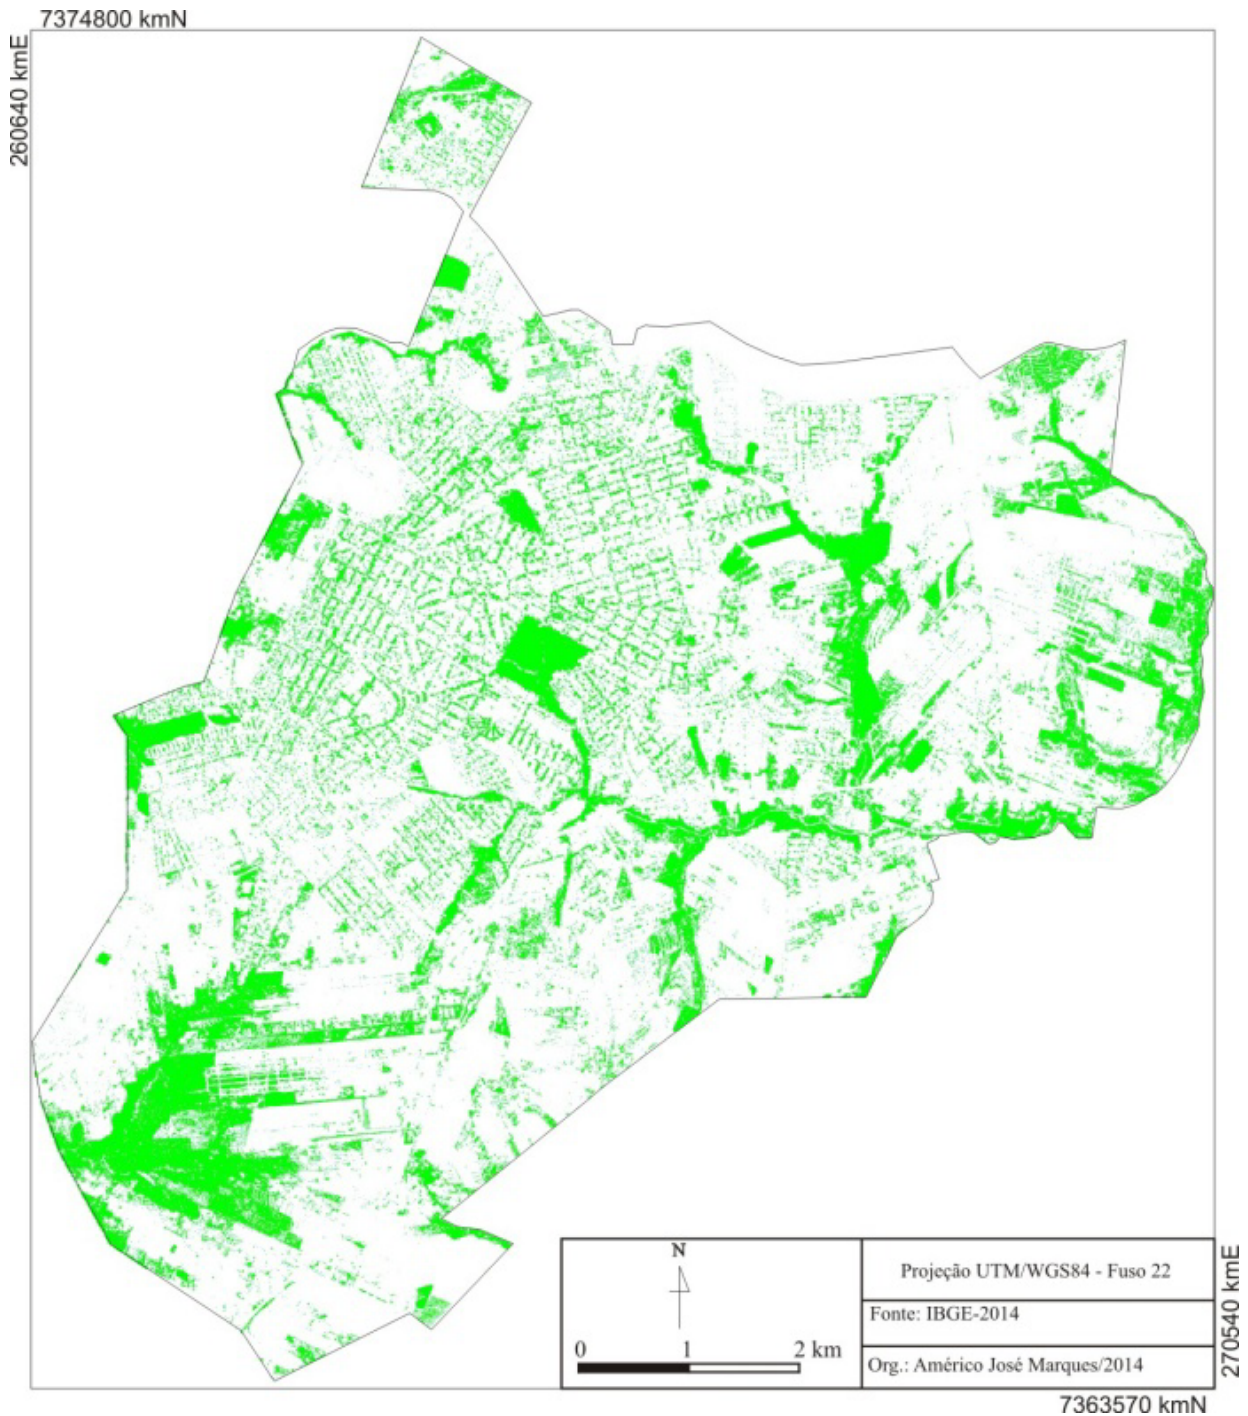 7374800 kmN
260640 kmE
N
0 1 2 km
Projeção UTM/WGS84 - Fuso 22
Fonte: IBGE-2014
Org.: Américo José Marques/2014
270540 kmE
7363570 kmN